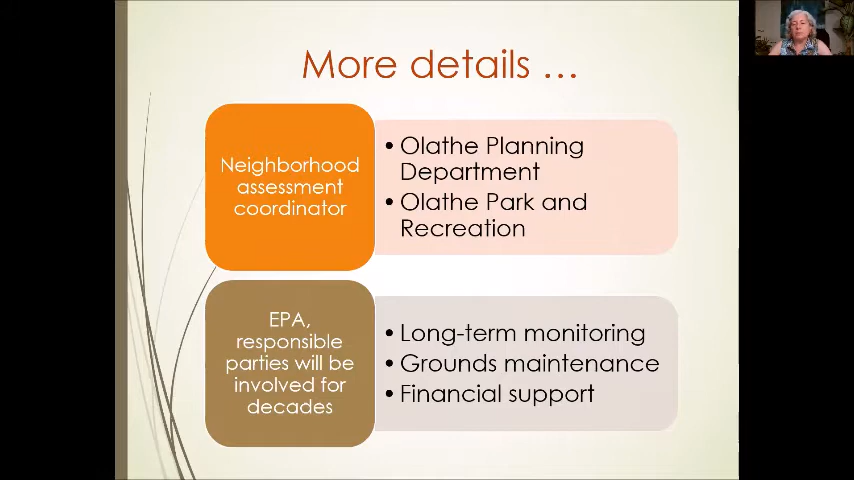 More details ...
Neighborhood
assessment
coordinator
• Olathe Planning
Department
• Olathe Park and
Recreation
EPA,
responsible
parties will be
involved for
decades
• Long-term monitoring
• Grounds maintenance
• Financial support